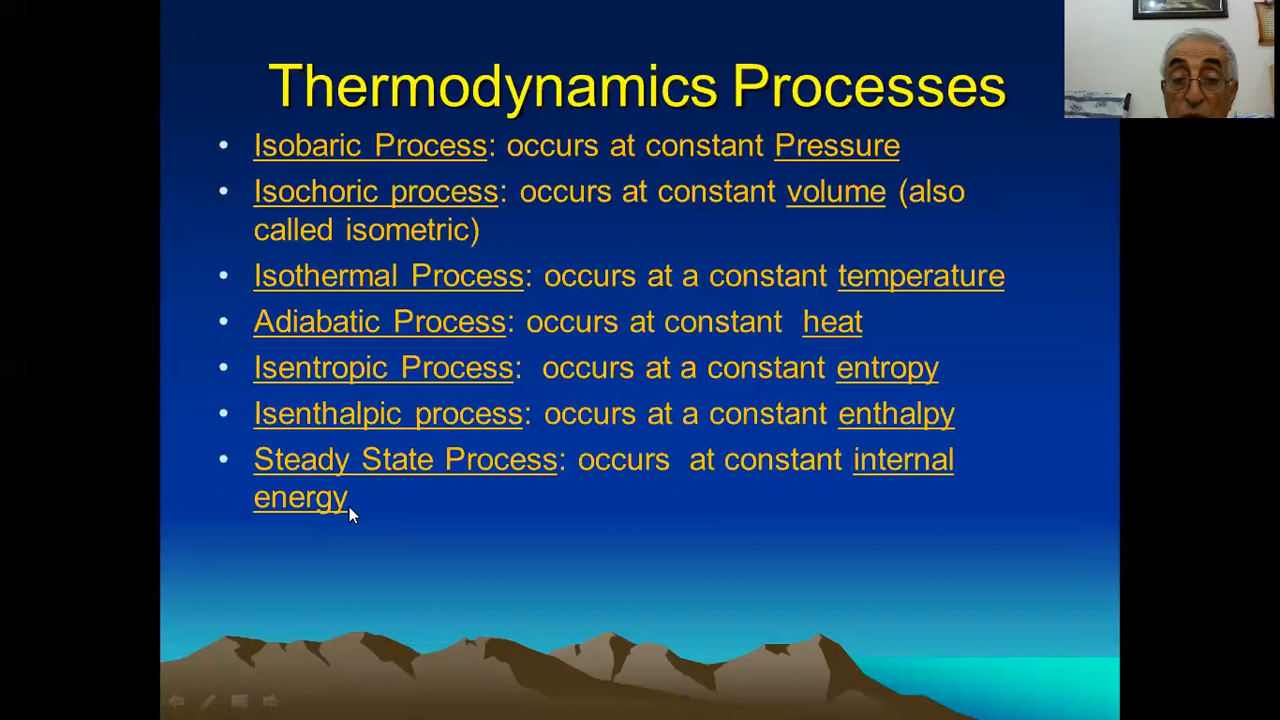 Thermodynamics Processes
• Isobaric Process: occurs at constant Pressure
• Isochoric process: occurs at constant volume (also
called isometric)
• Isothermal Process: occurs at a constant temperature
• Adiabatic Process: occurs at constant heat
• Isentropic Process: occurs at a constant entropy
• Isenthalpic process: occurs at a constant enthalpy
• Steady State Process: occurs at constant internal
energy